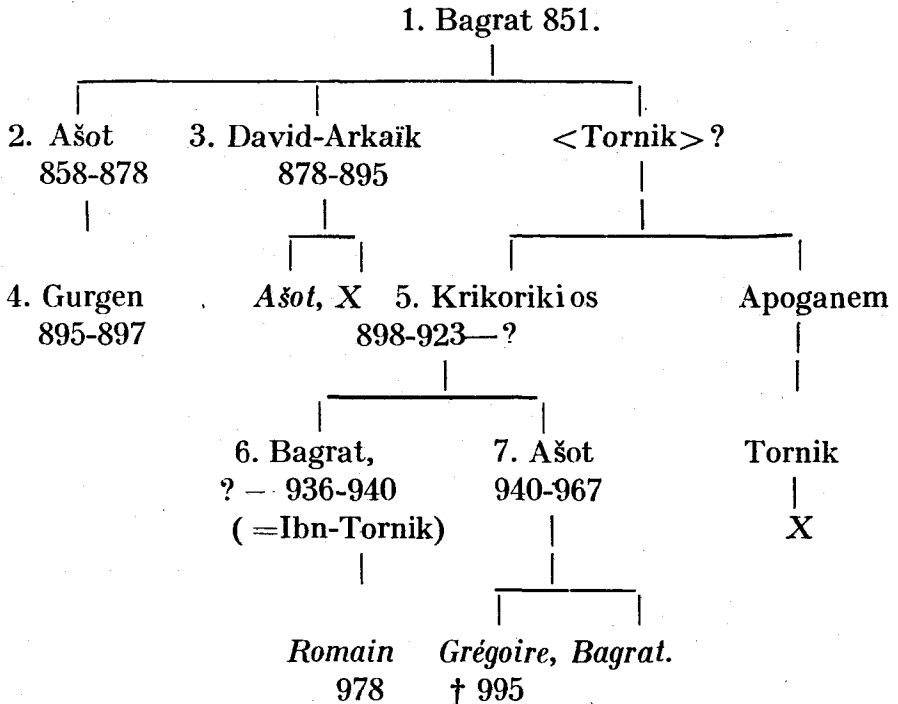 1. Bagrat 851.
2. Ašot 3. David-Arkaïk <Tornik> ?
858-878 878-895
4. Gurgen Ašot, X 5. Krikorikios Apoganem
895-897 898-923—?
6. Bagrat, 7. Ašot Tornik
? – 936-940 940-967
( =Ibn-Tornik) X
Romain Grégoire, Bagrat.
978 † 995